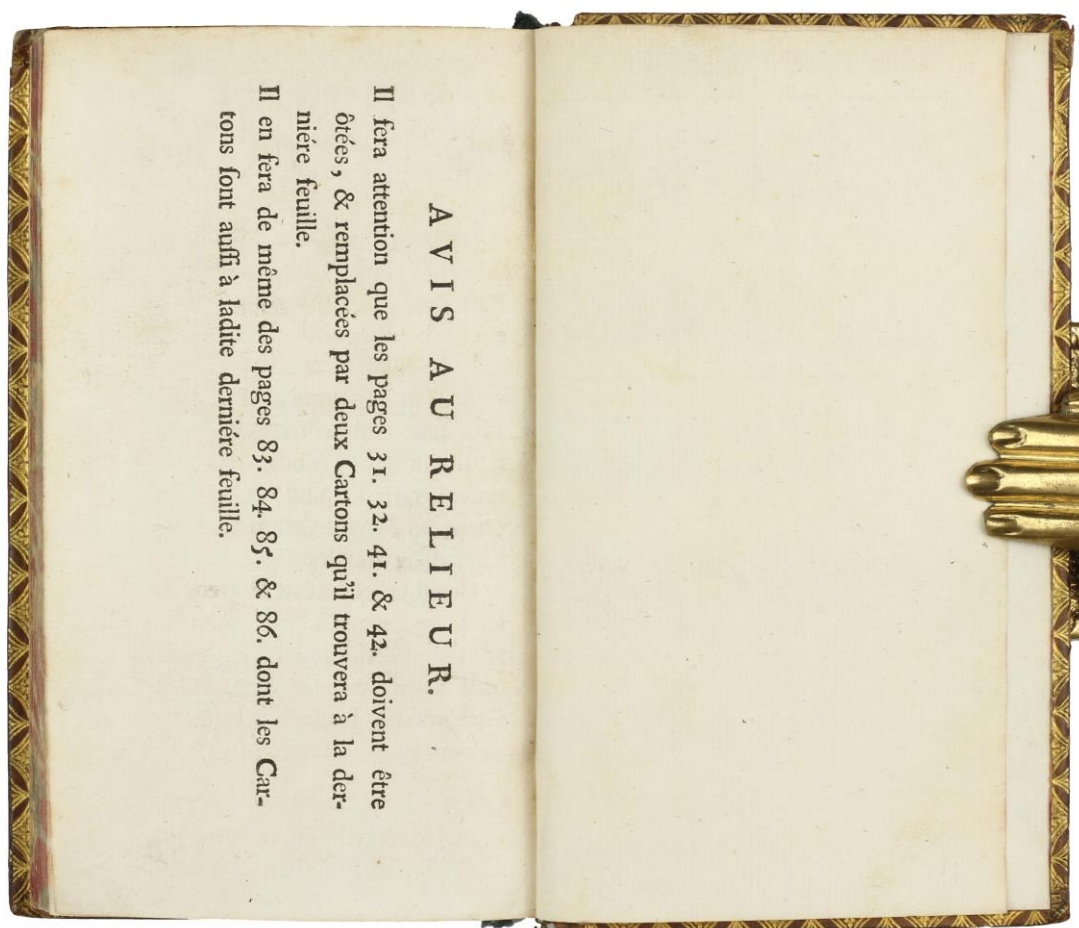 AVIS AU RELIEUR.
Il fera attention que les pages 31. 32. 41. & 42. doivent être
ôtées, & remplacées par deux Cartons qu'il trouvera à la der-
niére feuille.
Il en fera de même des pages 83. 84. 85. & 86. dont les Car-
tons ſont auſſi à ladite derniére feuille.